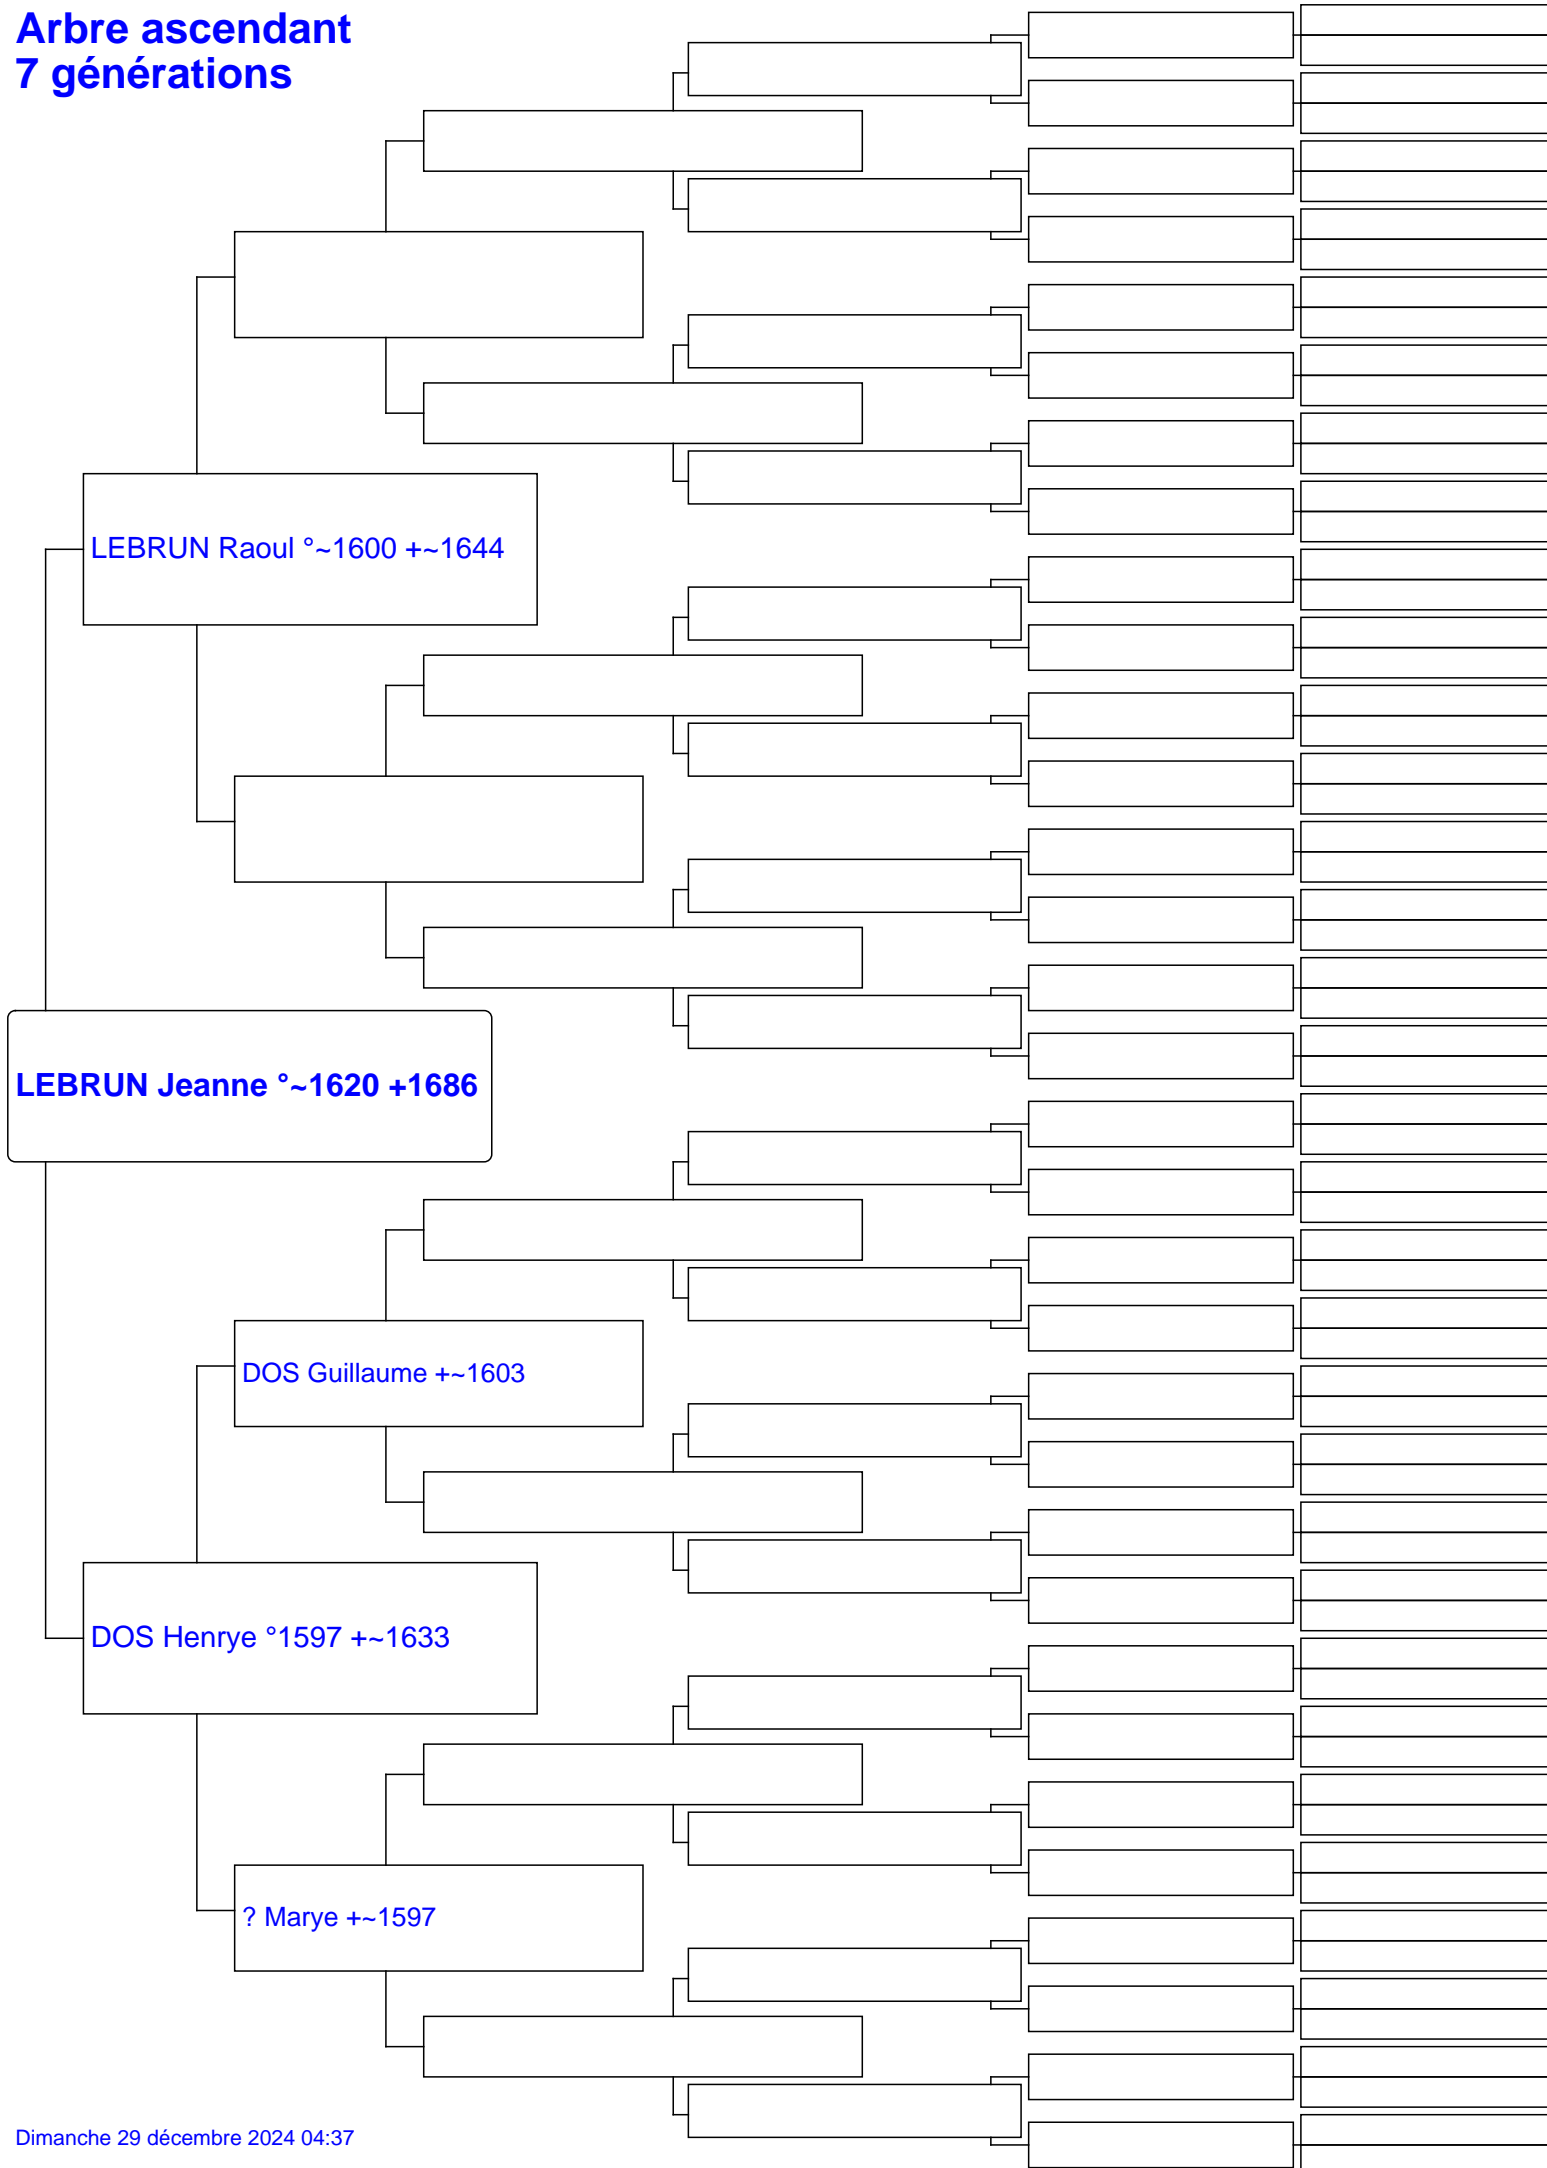 Arbre ascendant
7 générations
LEBRUN Raoul °~1600 +~1644
LEBRUN Jeanne °~1620 +1686
DOS Guillaume +~1603
DOS Henrye °1597 +~1633
? Marye +~1597
Dimanche 29 décembre 2024 04:37